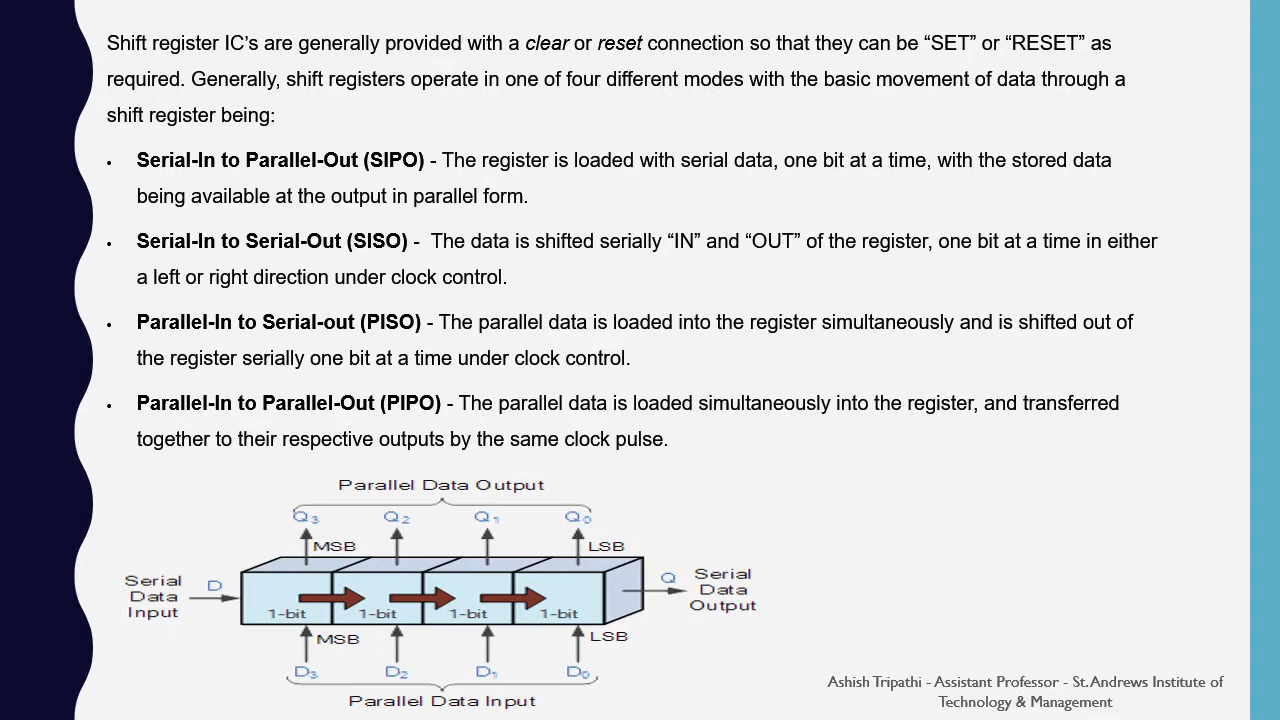 Shift register IC’s are generally provided with a clear or reset connection so that they can be “SET” or “RESET” as
required. Generally, shift registers operate in one of four different modes with the basic movement of data through a
shift register being:
• Serial-In to Parallel-Out (SIPO) - The register is loaded with serial data, one bit at a time, with the stored data
being available at the output in parallel form.
• Serial-In to Serial-Out (SISO) -  The data is shifted serially “IN” and “OUT” of the register, one bit at a time in either
a left or right direction under clock control.
• Parallel-In to Serial-out (PISO) - The parallel data is loaded into the register simultaneously and is shifted out of
the register serially one bit at a time under clock control.
• Parallel-In to Parallel-Out (PIPO) - The parallel data is loaded simultaneously into the register, and transferred
together to their respective outputs by the same clock pulse.
Parallel Data Output
Q3 Q2 Q1 Q0
MSB LSB
Serial
Data
Input
D
1-bit 1-bit 1-bit 1-bit
Q
Serial
Data
Output
MSB LSB
D3 D2 D1 D0
Parallel Data Input
Ashish Tripathi - Assistant Professor - St. Andrews Institute of
Technology & Management